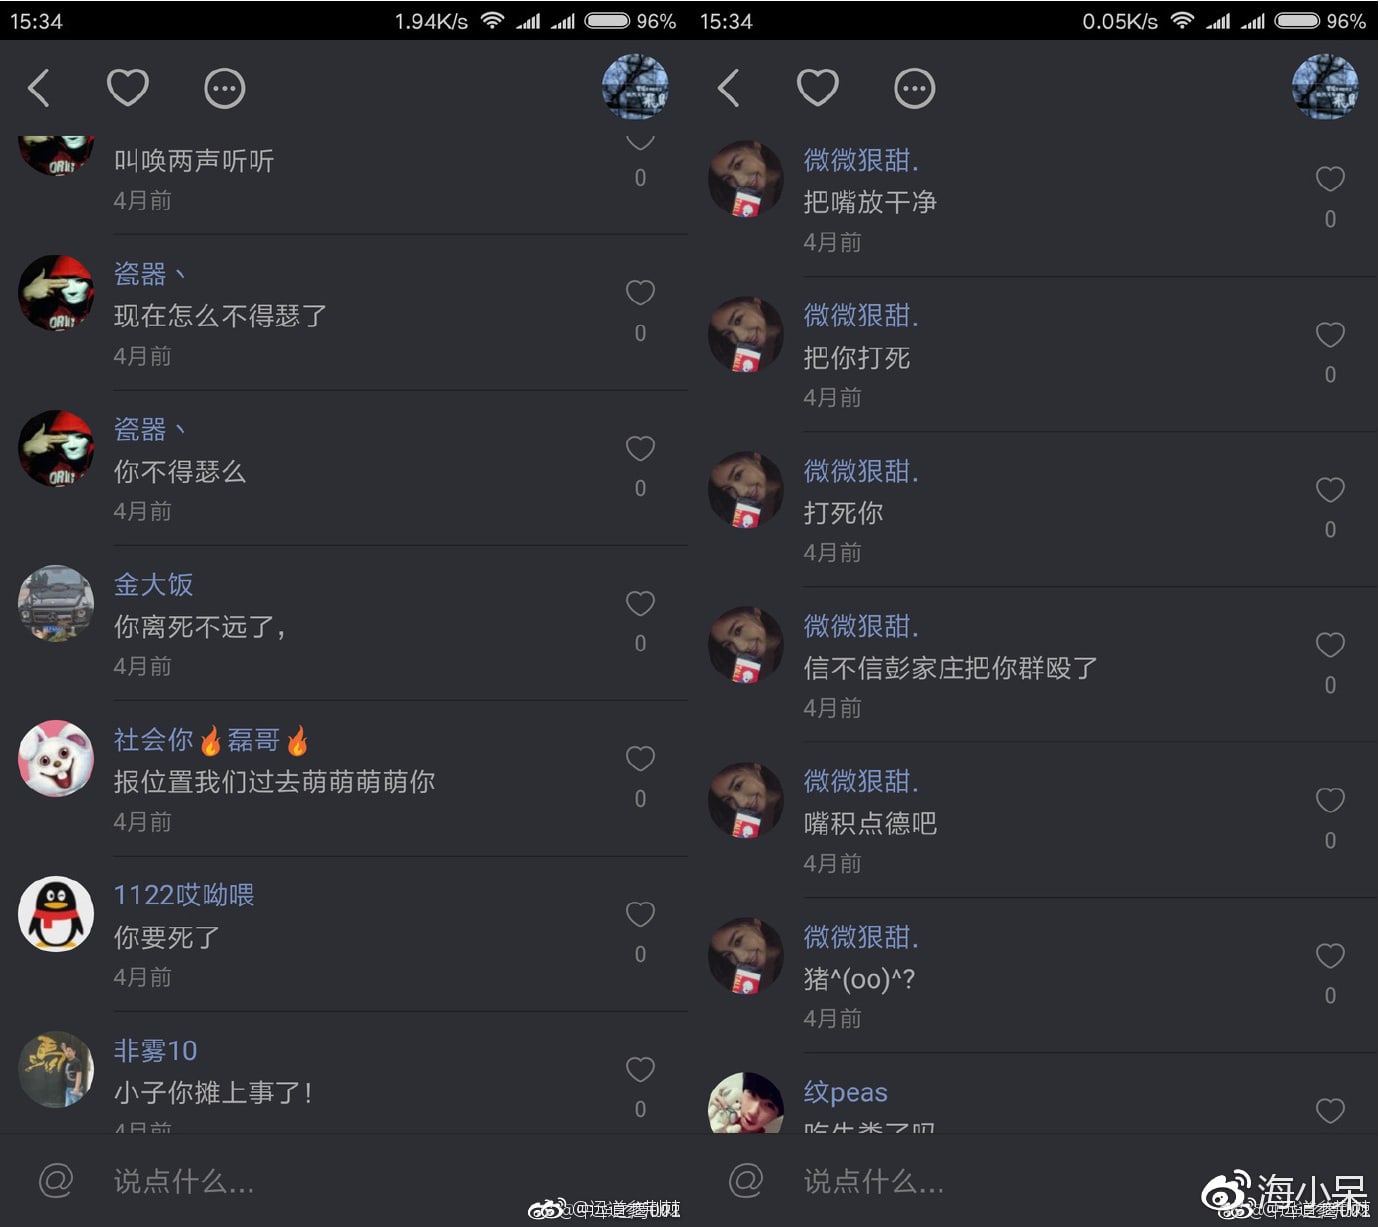 15:34
1.94K/s
96%
叫唤两声听听
4月前
0
瓷器丶
现在怎么不得瑟了
4月前
0
瓷器丶
你不得瑟么
4月前
0
金大饭
你离死不远了，
4月前
0
社会你🔥磊哥🔥
报位置我们过去萌萌萌萌你
4月前
0
1122哎呦喂
你要死了
4月前
0
非雾10
小子你摊上事了！
4月前
0
@ 说点什么...
15:34
0.05K/s
96%
微微狠甜.
把嘴放干净
4月前
0
微微狠甜.
把你打死
4月前
0
微微狠甜.
打死你
4月前
0
微微狠甜.
信不信彭家庄把你群殴了
4月前
0
微微狠甜.
嘴积点德吧
4月前
0
微微狠甜.
猪^(oo)^?
4月前
0
纹peas
@ 说点什么...
海小呆